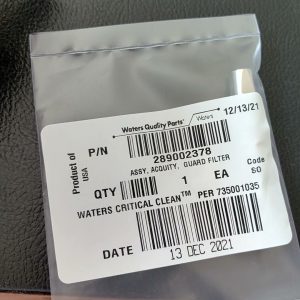 Waters Quality Parts®
Waters
12/13/21
Product of
USA
P/N
289002378
ASSY, ACQUITY, GUARD FILTER
QTY
1
EA
Code
60
WATERS CRITICAL CLEAN™ PER 735001035
DATE
13 DEC 2021